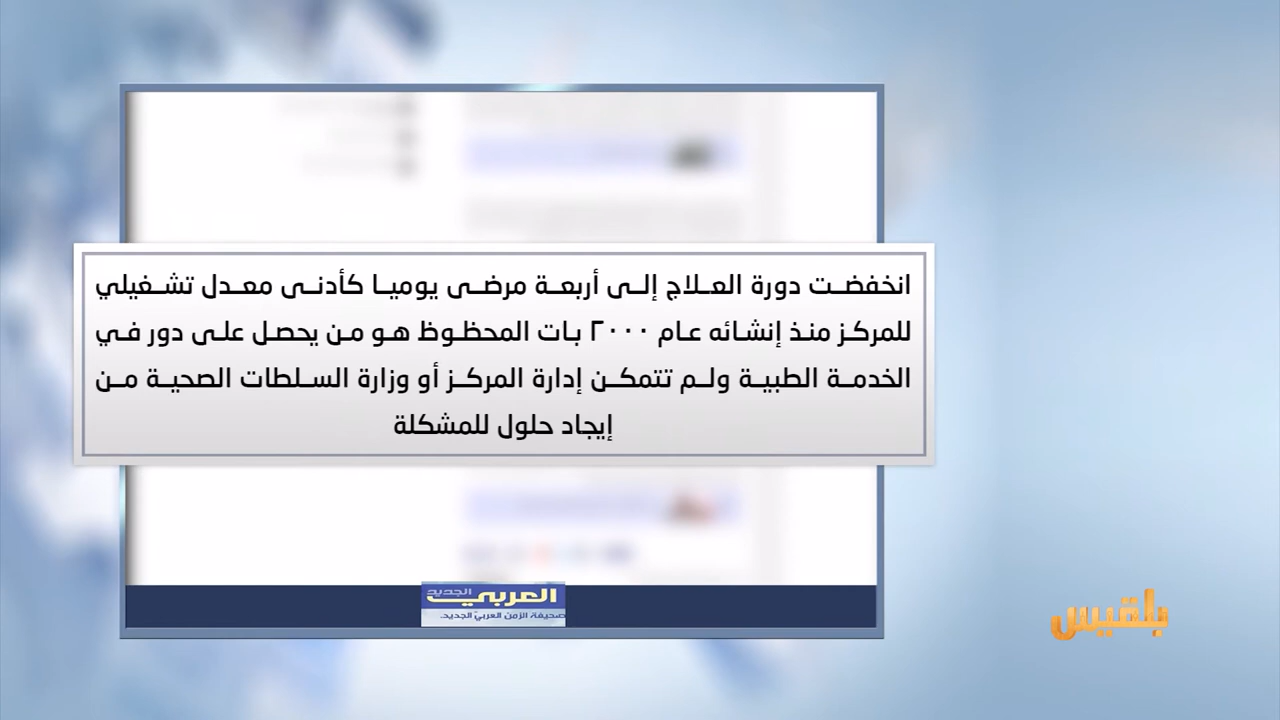 انخفضت دورة العلاج إلى أربعة مرضى يوميا كأدنى معدل تشغيلي
للمركز منذ إنشائه عام ٢٠٠٠ بات المحظوظ هو من يحصل على دور في
الخدمة الطبية ولم تتمكن إدارة المركز أو وزارة السلطات الصحية من
إيجاد حلول للمشكلة
العربي الجديد
صحيفة الزمن العربيّ الجديد.
بلقيس